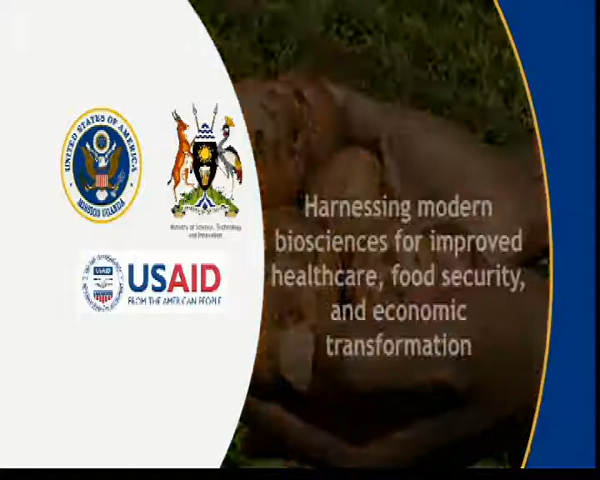 UNITED STATES OF AMERICA
MISSION UGANDA
Ministry of Science, Technology
and Innovation
USAID
USAID
FROM THE AMERICAN PEOPLE
Harnessing modern
biosciences for improved
healthcare, food security,
and economic
transformation